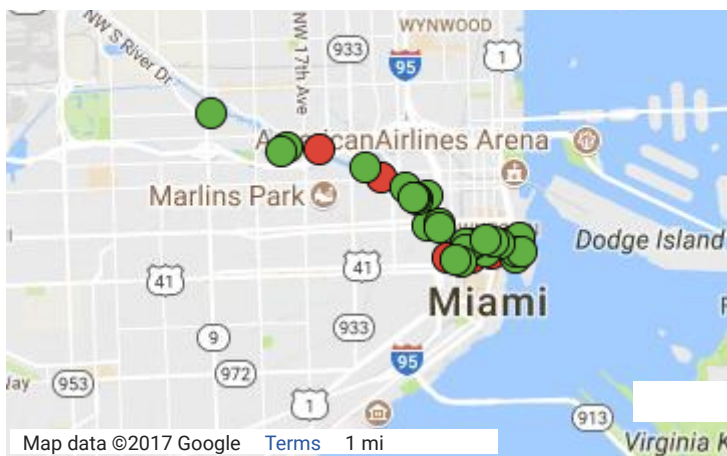 WYNWOOD
NW S River Dr
NW 17th Ave
933
95
1
AmericanAirlines Arena
Marlins Park
Dodge Island
41
41
Miami
9
933
95
972
953
1
913
Virginia K
Map data ©2017 Google Terms 1 mi